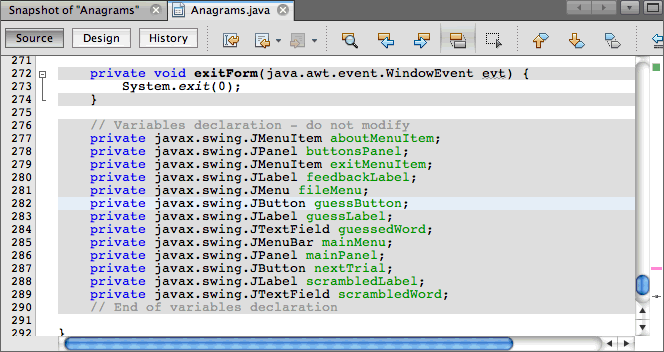 Snapshot of "Anagrams" Anagrams.java
Source Design History
271
272 private void exitForm(java.awt.event.WindowEvent evt) {
273 System.exit(0);
274 }
275
276 // Variables declaration - do not modify
277 private javax.swing.JMenuItem aboutMenuItem;
278 private javax.swing.JPanel buttonsPanel;
279 private javax.swing.JMenuItem exitMenuItem;
280 private javax.swing.JLabel feedbackLabel;
281 private javax.swing.JMenu fileMenu;
282 private javax.swing.JButton guessButton;
283 private javax.swing.JLabel guessLabel;
284 private javax.swing.JTextField guessedWord;
285 private javax.swing.JMenuBar mainMenu;
286 private javax.swing.JPanel mainPanel;
287 private javax.swing.JButton nextTrial;
288 private javax.swing.JLabel scrambledLabel;
289 private javax.swing.JTextField scrambledWord;
290 // End of variables declaration
291
292 }